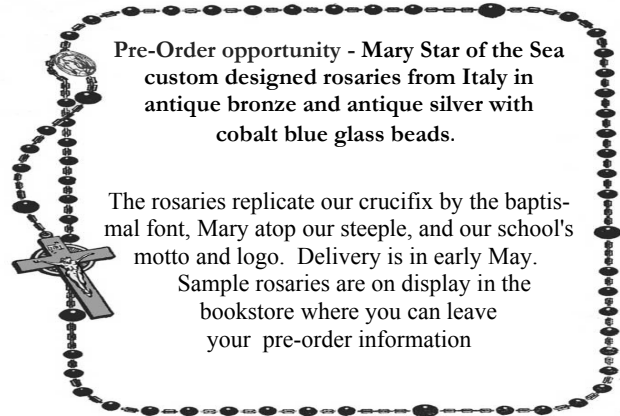 Pre-Order opportunity - Mary Star of the Sea
custom designed rosaries from Italy in
antique bronze and antique silver with
cobalt blue glass beads.
The rosaries replicate our crucifix by the baptis-
mal font, Mary atop our steeple, and our school's
motto and logo.  Delivery is in early May.
Sample rosaries are on display in the
bookstore where you can leave
your  pre-order information